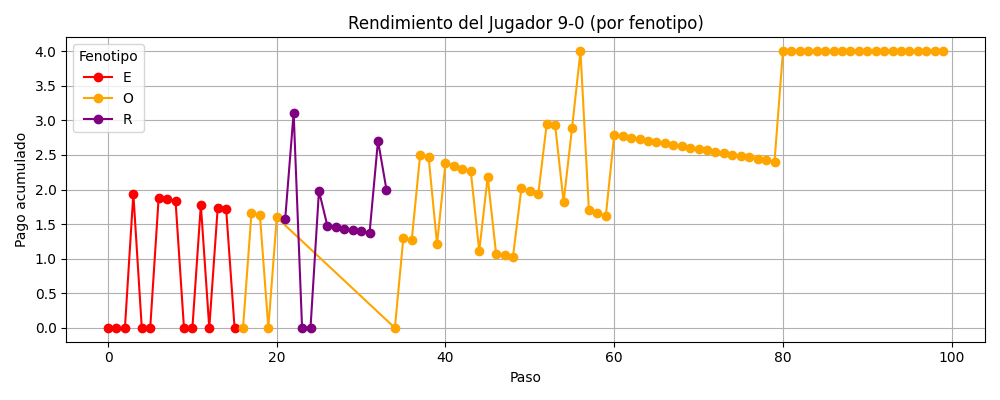 Rendimiento del Jugador 9-0 (por fenotipo)
Fenotipo
E
O
R
Pago acumulado
4.0
3.5
3.0
2.5
2.0
1.5
1.0
0.5
0.0
0 20 40 60 80 100
Paso